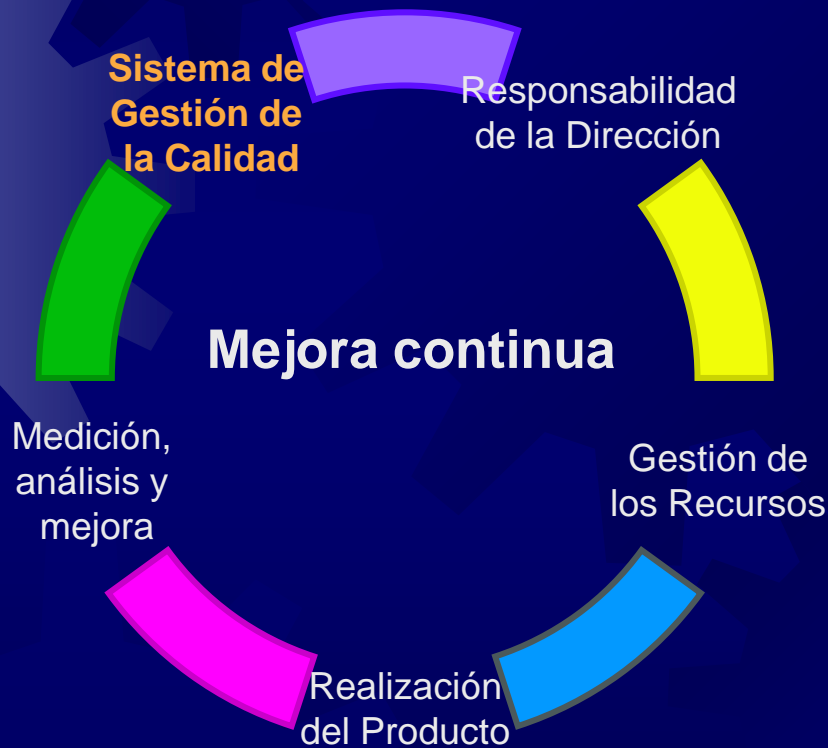 Sistema de
Gestión de
la Calidad
Responsabilidad
de la Dirección
Mejora continua
Medición,
análisis y
mejora
Gestión de
los Recursos
Realización
del Producto